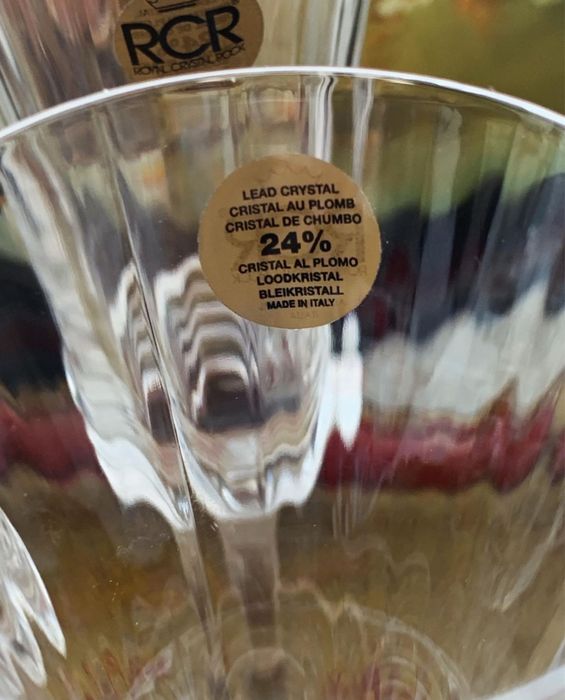 RCR
ROYAL CRYSTAL ROCK
LEAD CRYSTAL
CRISTAL AU PLOMB
CRISTAL DE CHUMBO
24%
CRISTAL AL PLOMO
LOODKRISTAL
BLEIKRISTALL
MADE IN ITALY